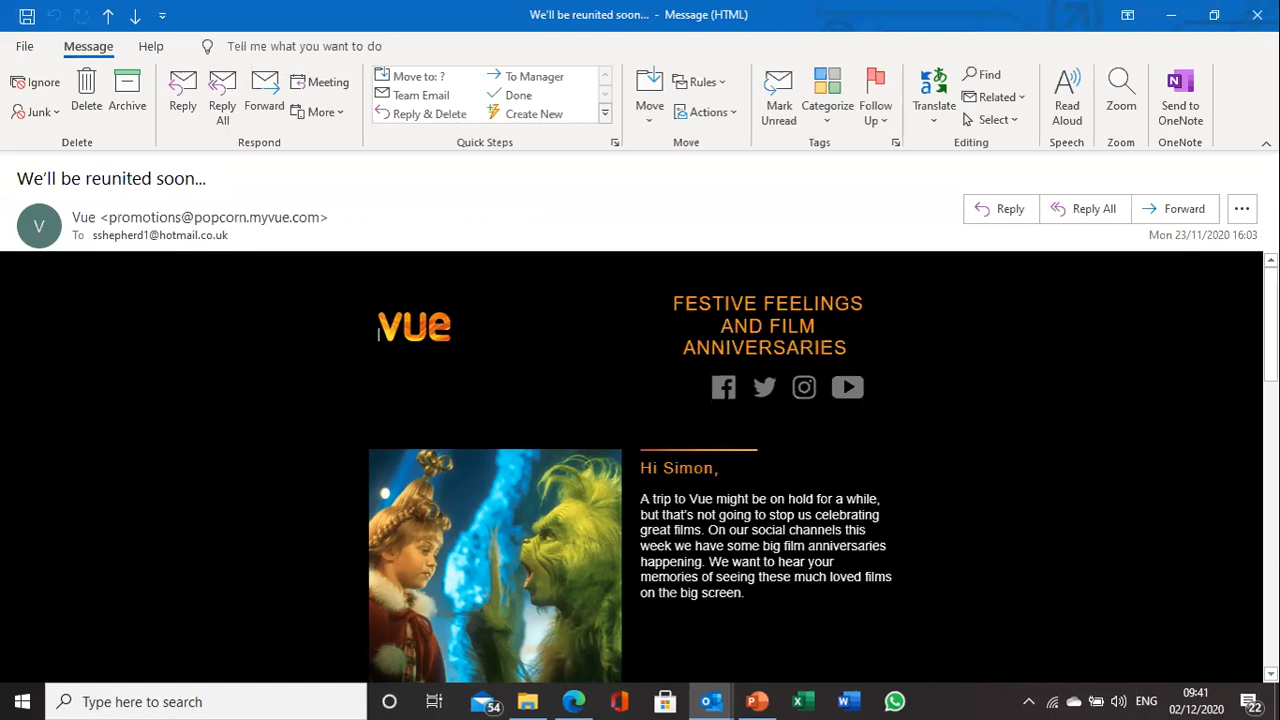 We'll be reunited soon... - Message (HTML)
File Message Help Tell me what you want to do
Ignore
Junk
Delete
Archive
Reply
Reply All
Forward
Meeting
More
Move to: ?
Team Email
Reply & Delete
To Manager
Done
Create New
Move
Rules
Actions
Mark Unread
Categorize
Follow Up
Translate
Find
Related
Select
Read Aloud
Zoom
Send to OneNote
Delete Respond Quick Steps Move Tags Editing Speech Zoom OneNote
We'll be reunited soon...
V
Vue <promotions@popcorn.myvue.com>
To sshepherd1@hotmail.co.uk
Reply Reply All Forward
Mon 23/11/2020 16:03
vue
FESTIVE FEELINGS
AND FILM
ANNIVERSARIES
Hi Simon,
A trip to Vue might be on hold for a while,
but that's not going to stop us celebrating
great films. On our social channels this
week we have some big film anniversaries
happening. We want to hear your
memories of seeing these much loved films
on the big screen.
Type here to search
54
ENG
09:41
02/12/2020
22